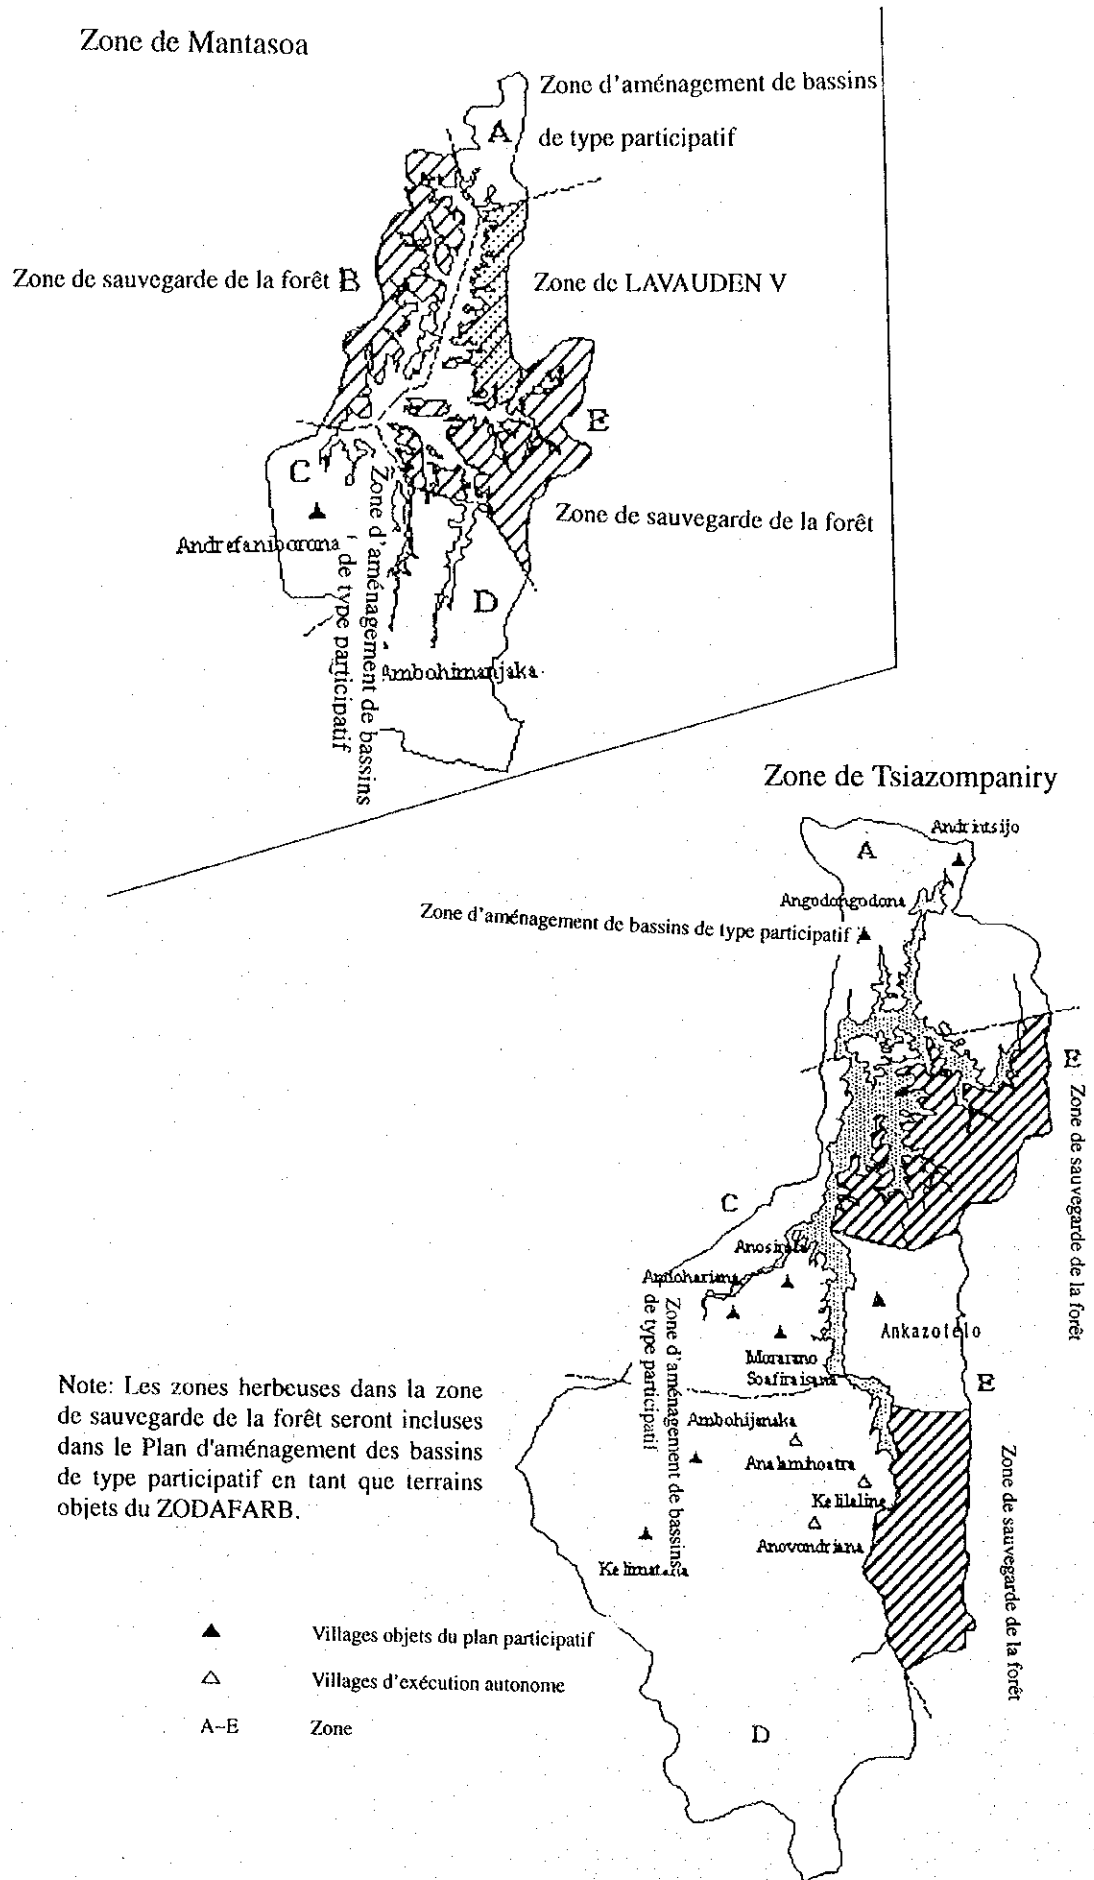 Zone de Mantasoa
Zone d'aménagement de bassins
de type participatif
A
Zone de sauvegarde de la forêt B
Zone de LAVAUDEN V
E
C
Zone de sauvegarde de la forêt
Zone d'aménagement de bassins
de type participatif
D
Ambohimanjaka
Zone de Tsiazompaniry
Andriutsijo
A
Angodongodona
Zone d'aménagement de bassins de type participatif
E
Zone de sauvegarde de la forêt
C
Ankazotelo
Zone d'aménagement de bassins
de type participatif
Morarano
Soafiraisana
E
Note: Les zones herbeuses dans la zone
de sauvegarde de la forêt seront incluses
dans le Plan d'aménagement des bassins
de type participatif en tant que terrains
objets du ZODAFARB.
Ambohijanaka
Zone de sauvegarde de la forêt
Anovondriana
▲ Villages objets du plan participatif
△ Villages d'exécution autonome
A~E Zone
D